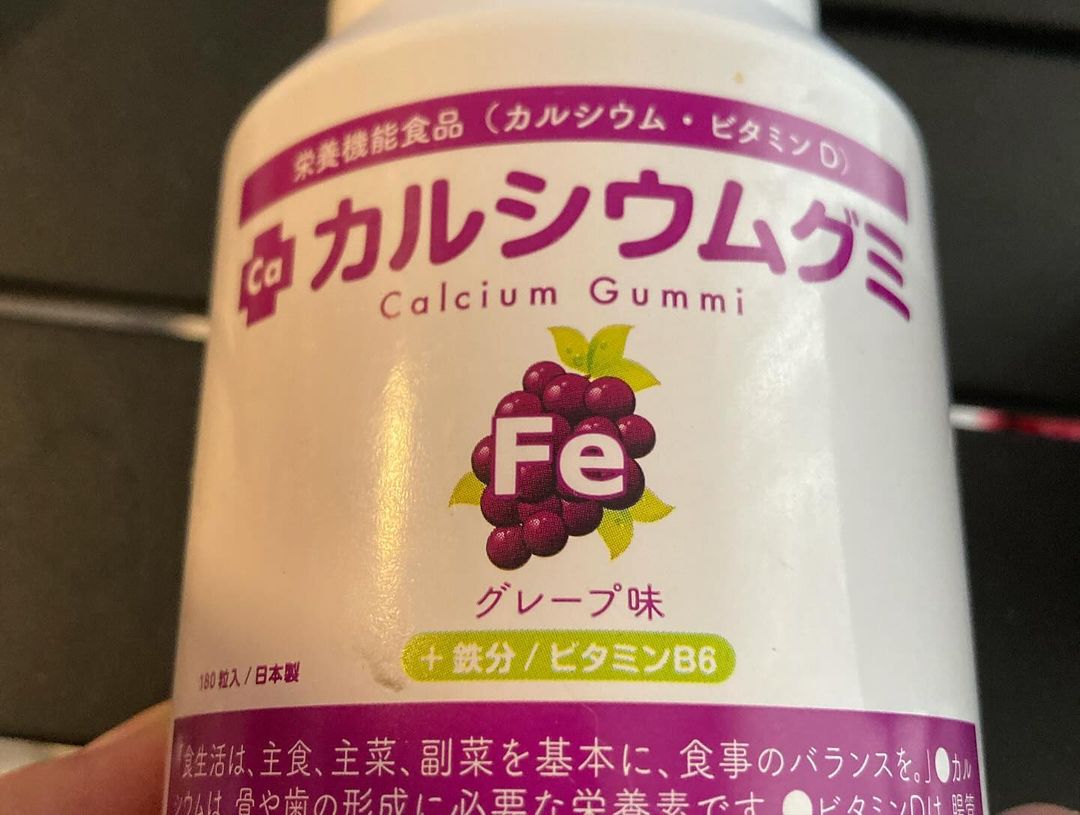 栄養機能食品（カルシウム・ビタミンD）
Ca カルシウムグミ
Calcium Gummi
Fe
グレープ味
+ 鉄分 / ビタミンB6
180粒入 / 日本製
「食生活は、主食、主菜、副菜を基本に、食事のバランスを。」●カル
シウムは、骨や歯の形成に必要な栄養素です。●ビタミンDは、腸管